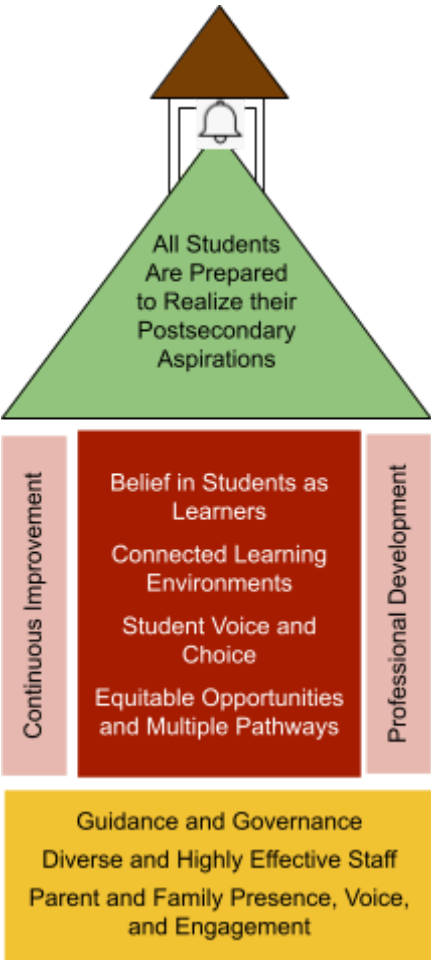 All Students
Are Prepared
to Realize their
Postsecondary
Aspirations
Continuous Improvement
Belief in Students as
Learners
Connected Learning
Environments
Student Voice and
Choice
Equitable Opportunities
and Multiple Pathways
Professional Development
Guidance and Governance
Diverse and Highly Effective Staff
Parent and Family Presence, Voice,
and Engagement